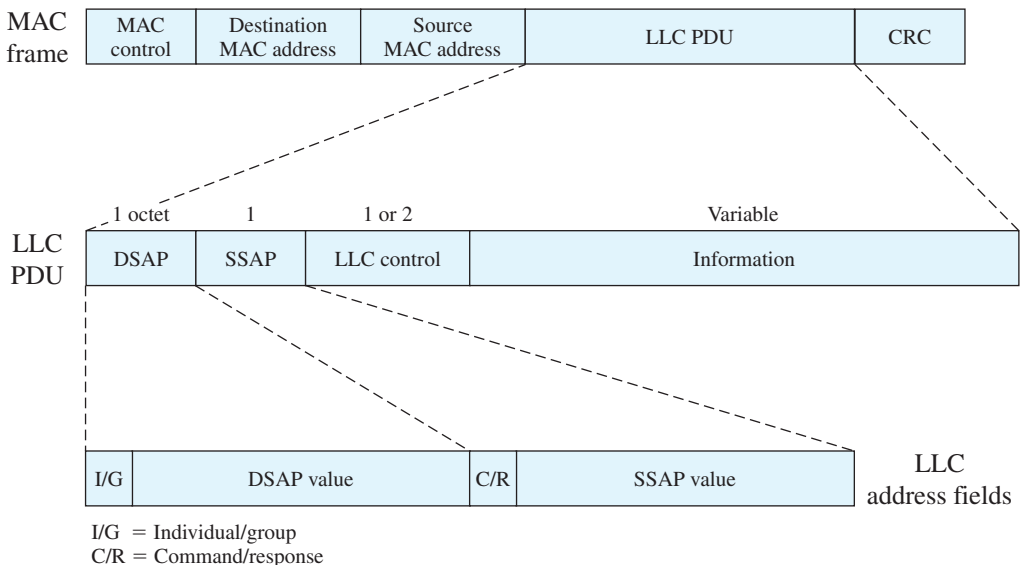 MAC frame
MAC control
Destination MAC address
Source MAC address
LLC PDU
CRC
1 octet
1
1 or 2
Variable
LLC PDU
DSAP
SSAP
LLC control
Information
I/G
DSAP value
C/R
SSAP value
LLC address fields
I/G = Individual/group
C/R = Command/response